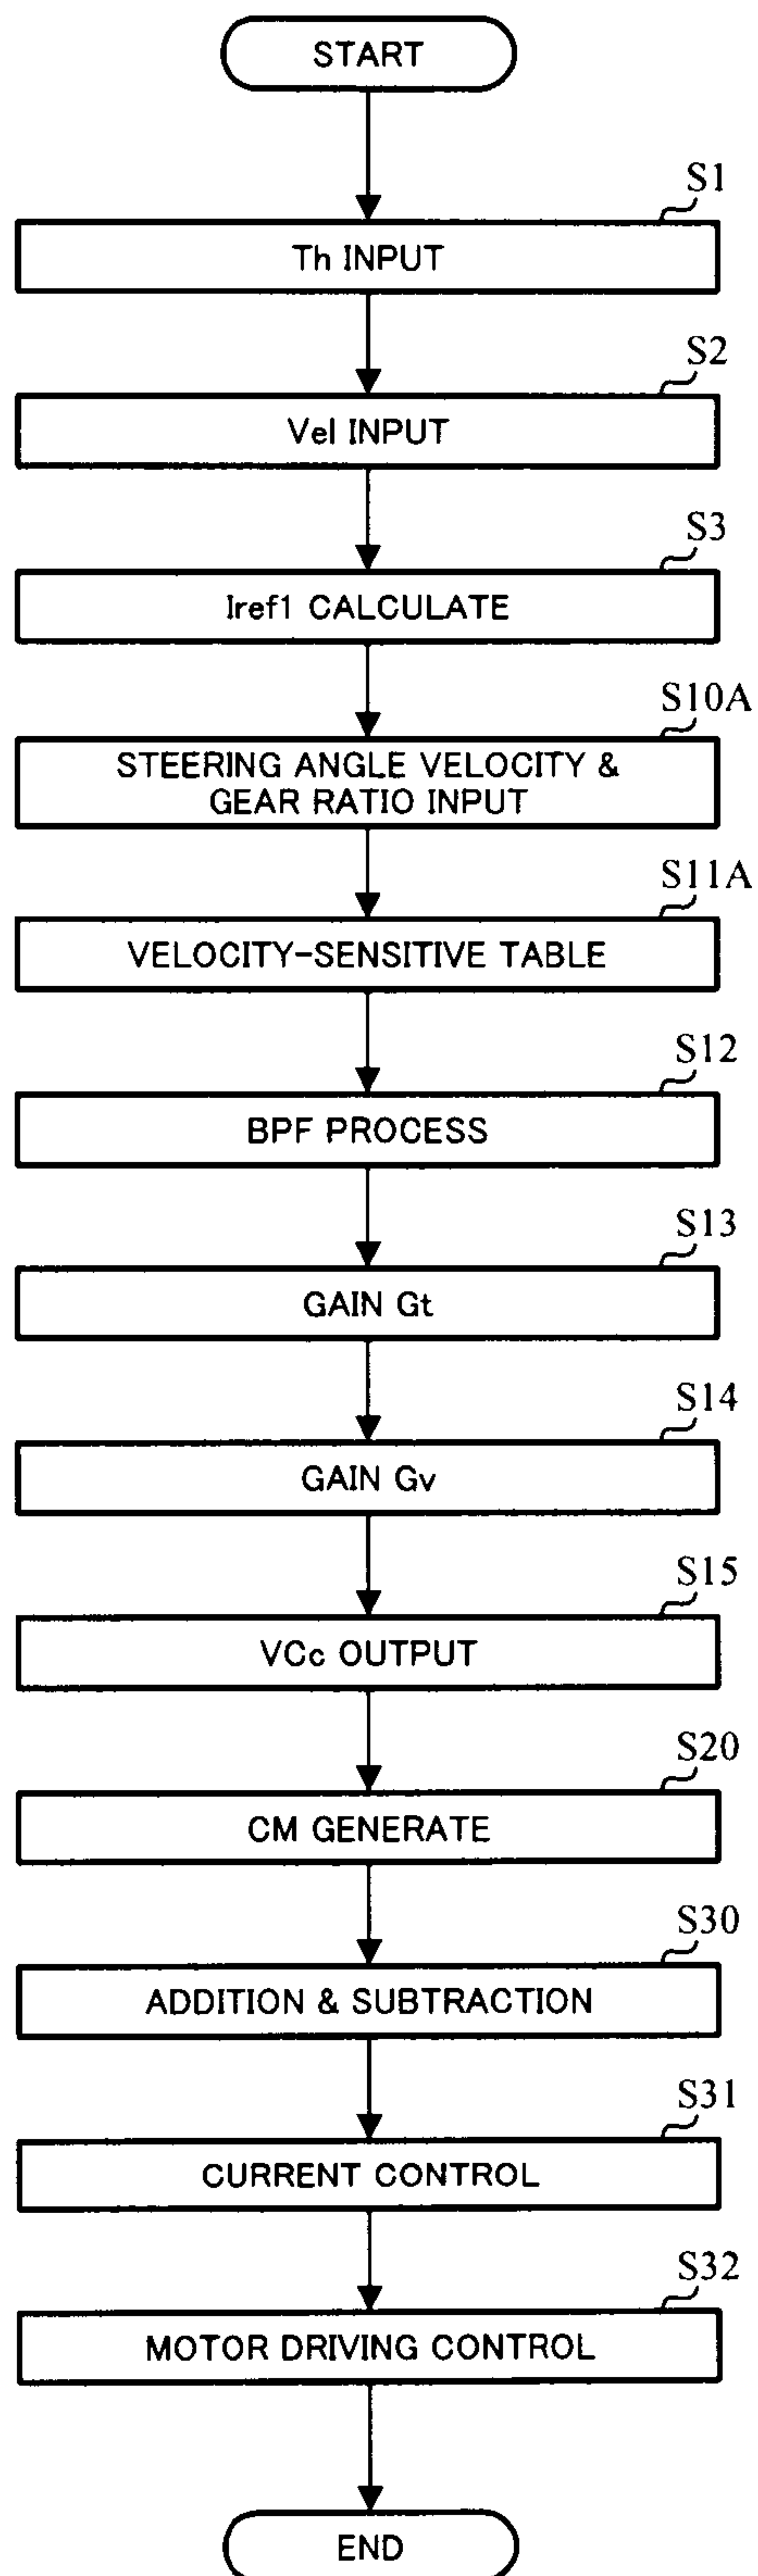 START
S1
Th INPUT
S2
Vel INPUT
S3
Iref1 CALCULATE
S10A
STEERING ANGLE VELOCITY &
GEAR RATIO INPUT
S11A
VELOCITY-SENSITIVE TABLE
S12
BPF PROCESS
S13
GAIN Gt
S14
GAIN Gv
S15
VCc OUTPUT
S20
CM GENERATE
S30
ADDITION & SUBTRACTION
S31
CURRENT CONTROL
S32
MOTOR DRIVING CONTROL
END